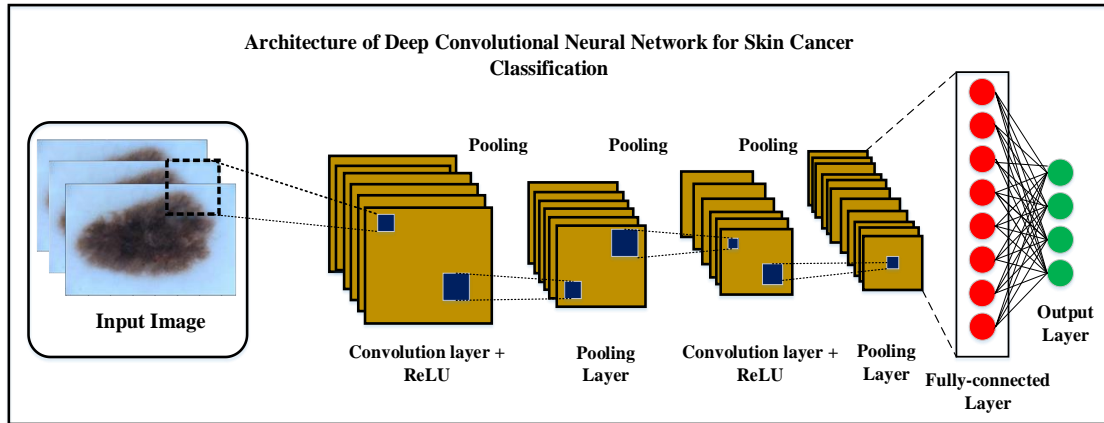 Architecture of Deep Convolutional Neural Network for Skin Cancer
Classification
Pooling
Pooling
Pooling
Input Image
Convolution layer +
ReLU
Pooling
Layer
Convolution layer +
ReLU
Pooling
Layer
Fully-connected
Layer
Output
Layer